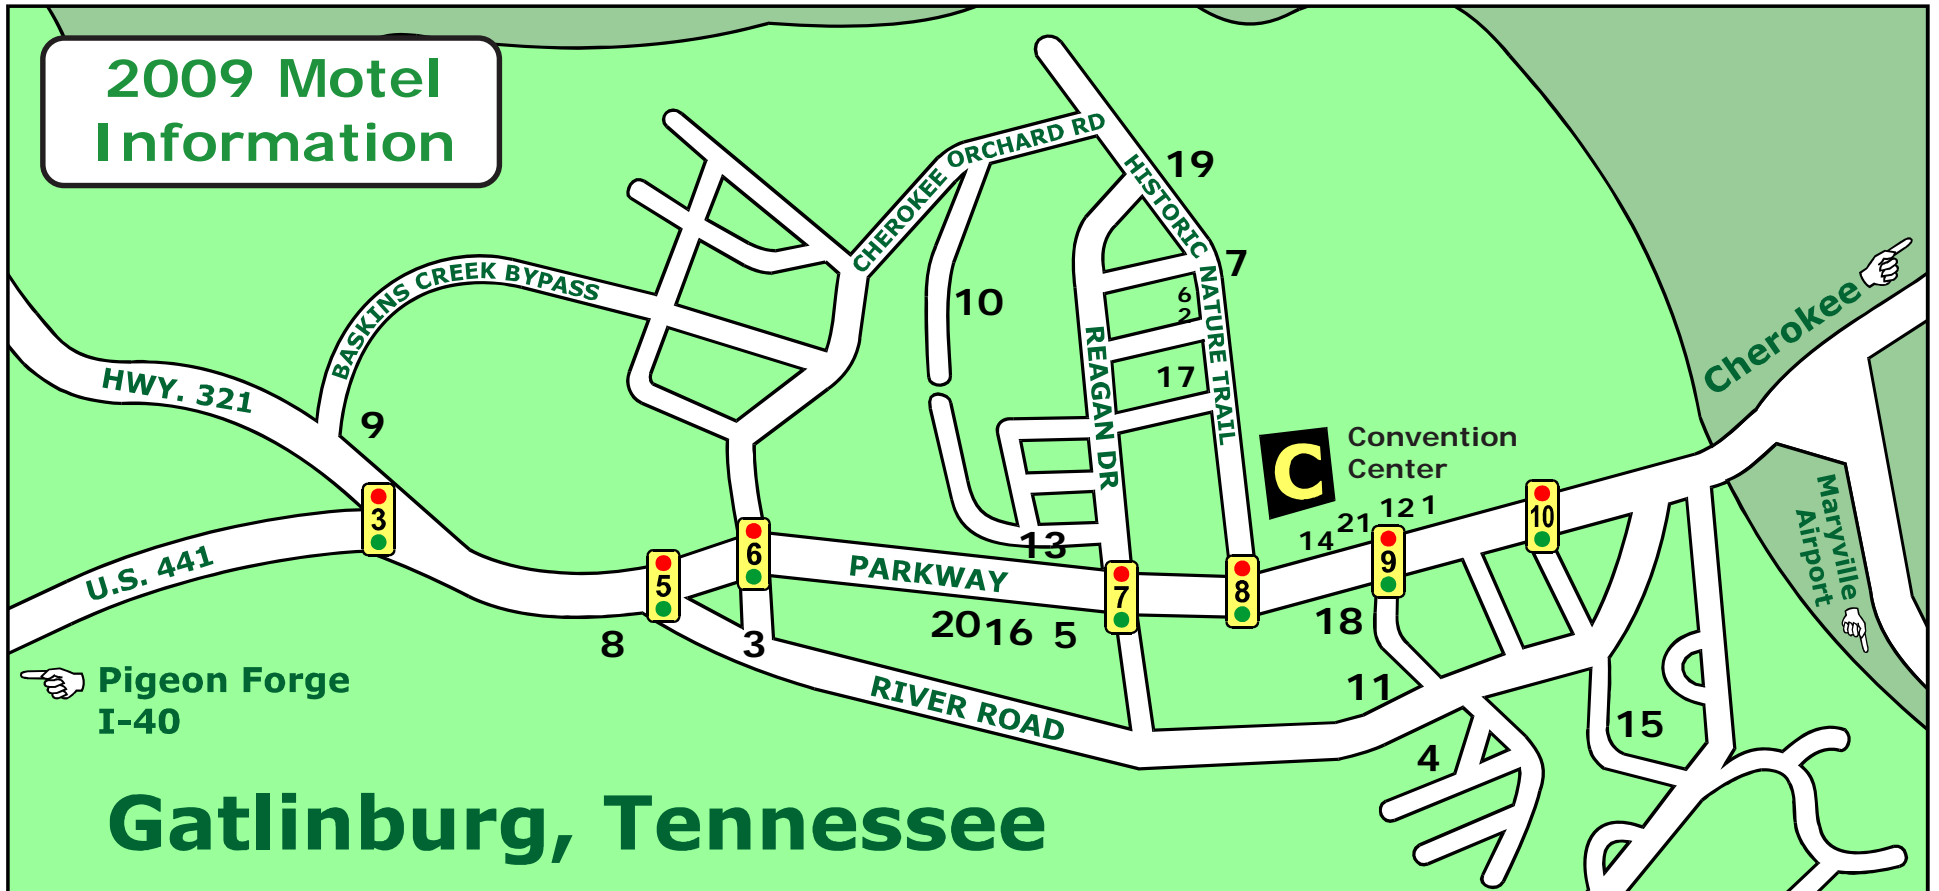 2009 Motel
Information
CHEROKEE ORCHARD RD
19
HISTORIC NATURE TRAIL
7
BASKINS CREEK BYPASS
10
6
2
Cherokee
REAGAN DR
17
HWY. 321
9
C
Convention
Center
3
12 1
21
14
10
Maryville
Airport
U.S. 441
6
13
9
PARKWAY
5
7
8
20 16 5
18
8
3
Pigeon Forge
I-40
RIVER ROAD
11
15
4
Gatlinburg, Tennessee